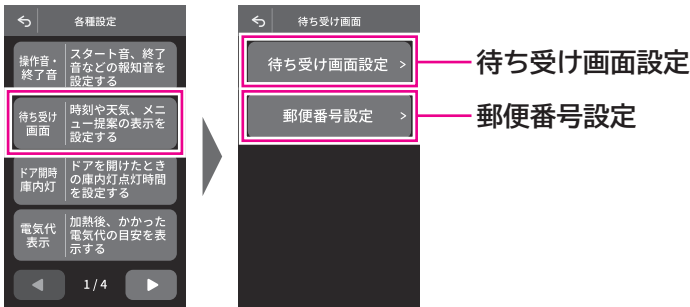 各種設定
操作音・
終了音
スタート音、終了
音などの報知音を
設定する
待ち受け
画面
時刻や天気、メニ
ュー提案の表示を
設定する
ドア開時
庫内灯
ドアを開けたとき
の庫内灯点灯時間
を設定する
電気代
表示
加熱後、かかった
電気代の目安を表
示する
1/4
待ち受け画面
待ち受け画面設定 >
郵便番号設定 >
待ち受け画面設定
郵便番号設定